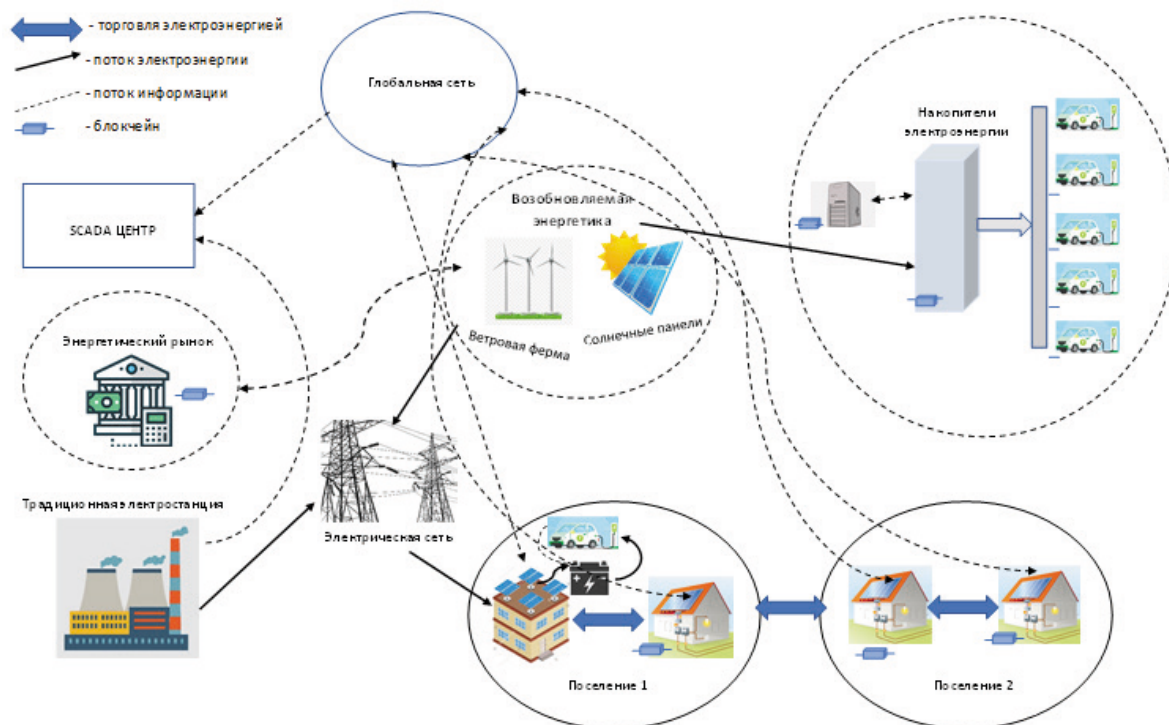 - торговля электроэнергией
- поток электроэнергии
- поток информации
- блокчейн
Глобальная сеть
Накопители
электроэнергии
SCADA ЦЕНТР
Возобновляемая
энергетика
Ветровая ферма
Солнечные панели
Энергетический рынок
Традиционная электростанция
Электрическая сеть
Поселение 1
Поселение 2